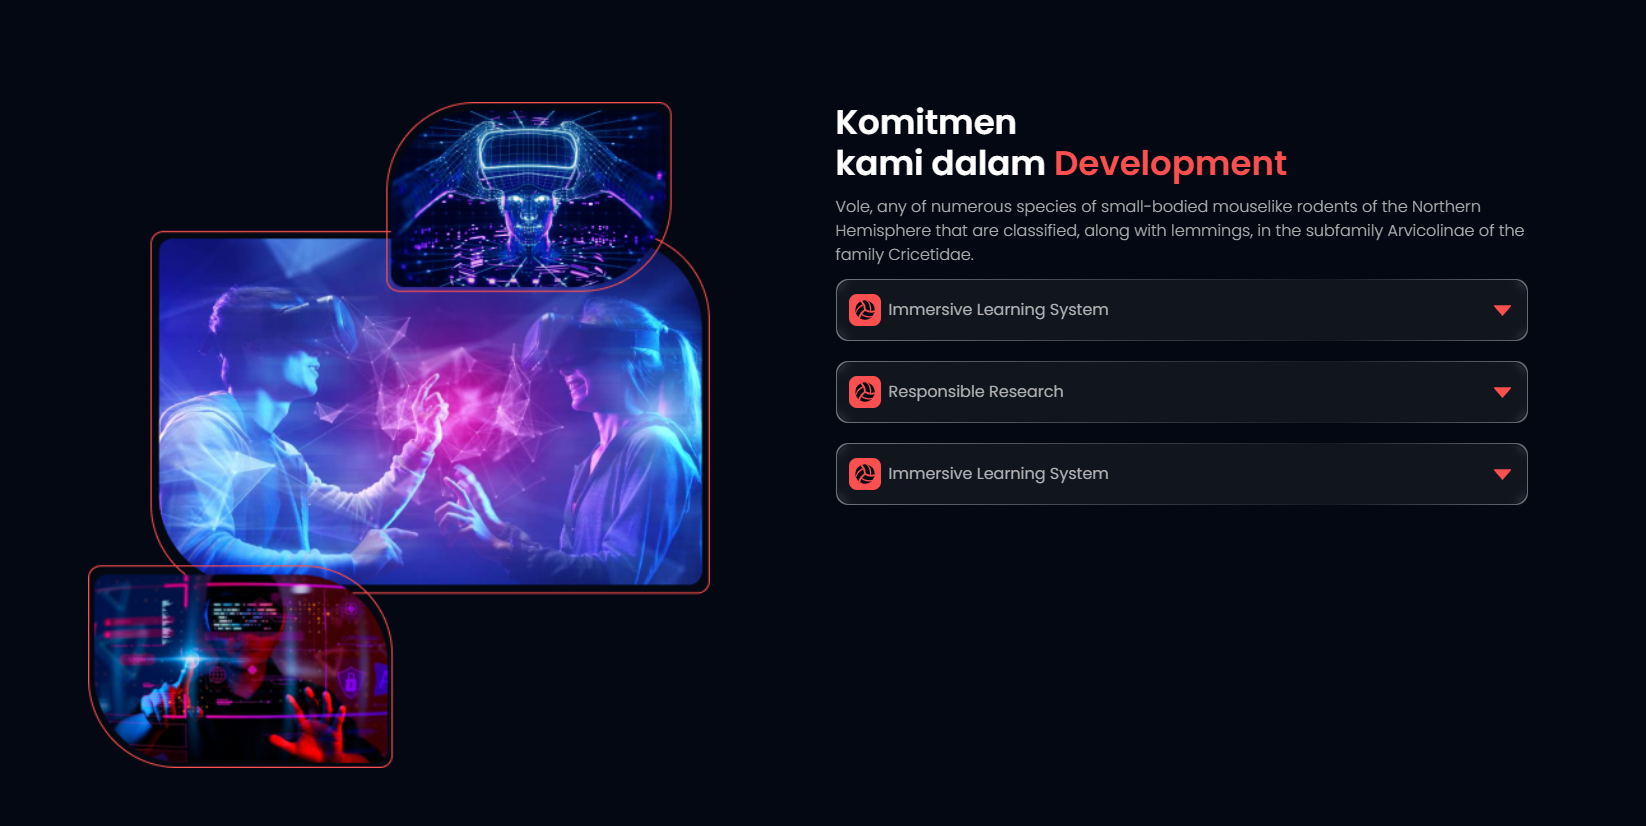 Komitmen
kami dalam Development
Vole, any of numerous species of small-bodied mouselike rodents of the Northern
Hemisphere that are classified, along with lemmings, in the subfamily Arvicolinae of the
family Cricetidae.
Immersive Learning System
Responsible Research
Immersive Learning System